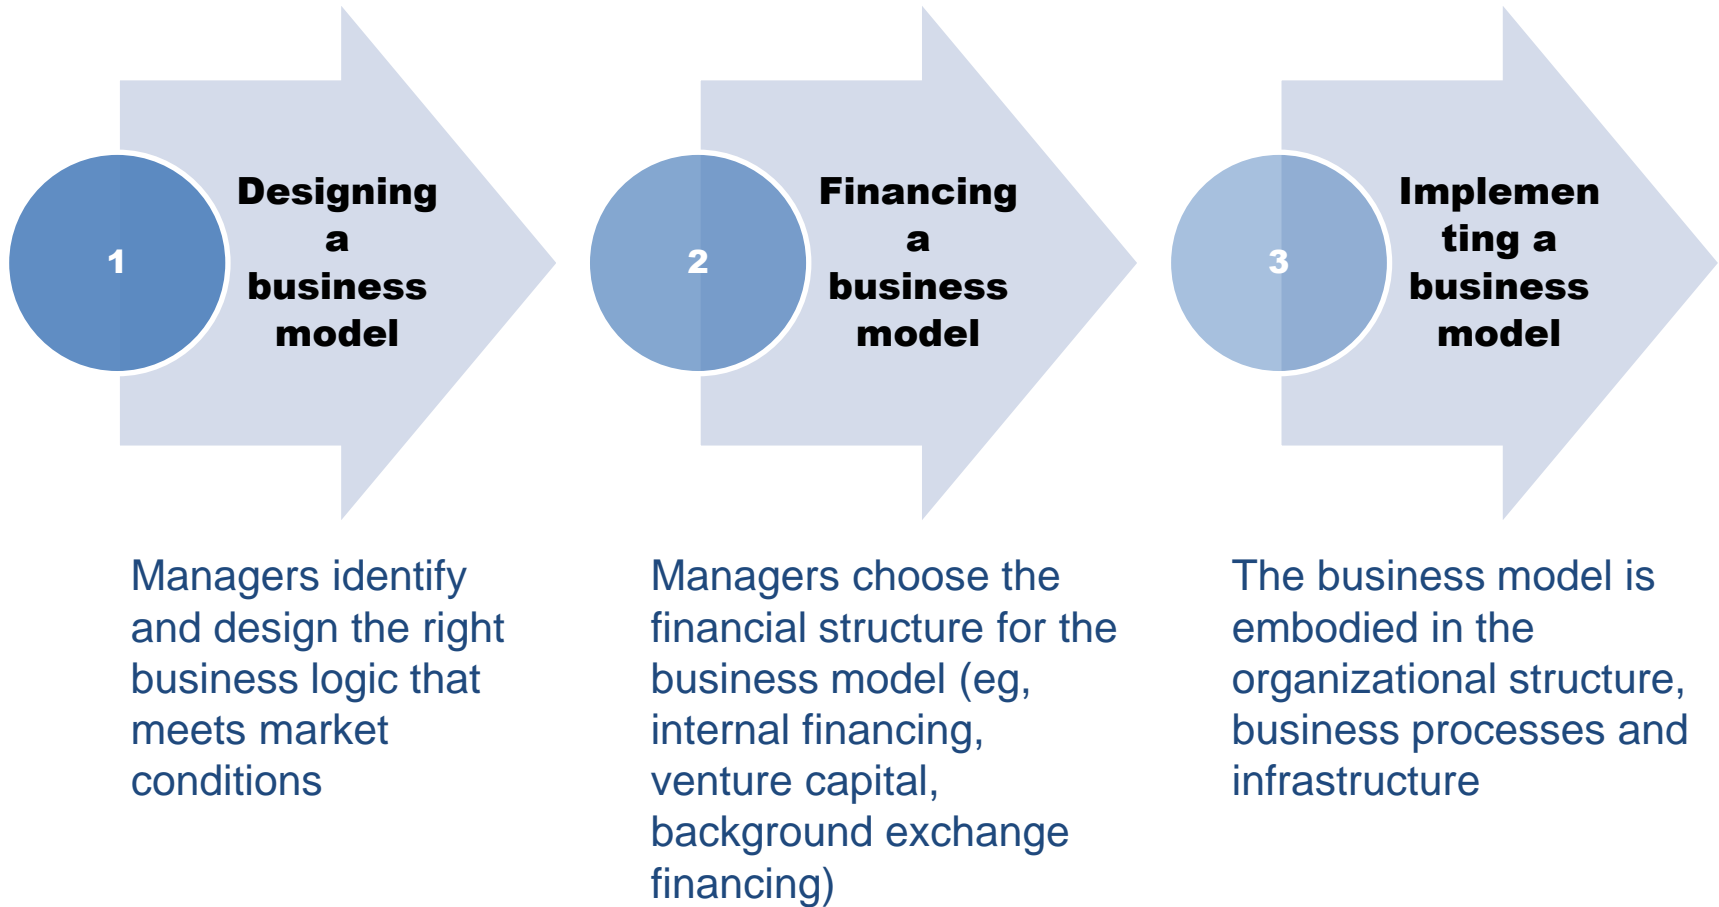 1
Designing
a
business
model
Managers identify
and design the right
business logic that
meets market
conditions
2
Financing
a
business
model
Managers choose the
financial structure for the
business model (eg,
internal financing,
venture capital,
background exchange
financing)
3
Implemen
ting a
business
model
The business model is
embodied in the
organizational structure,
business processes and
infrastructure